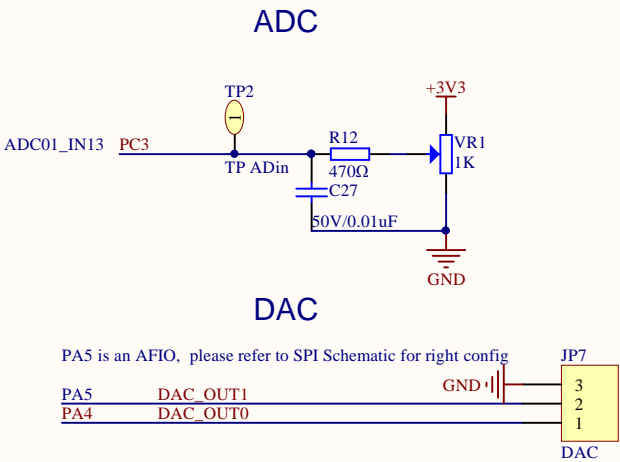 ADC
+3V3
TP2
1
ADC01_IN13 PC3
R12
VR1
TP ADin
470Ω
1K
C27
50V/0.01uF
GND
DAC
PA5 is an AFIO, please refer to SPI Schematic for right config
JP7
GND
3
PA5 DAC_OUT1
2
PA4 DAC_OUT0
1
DAC